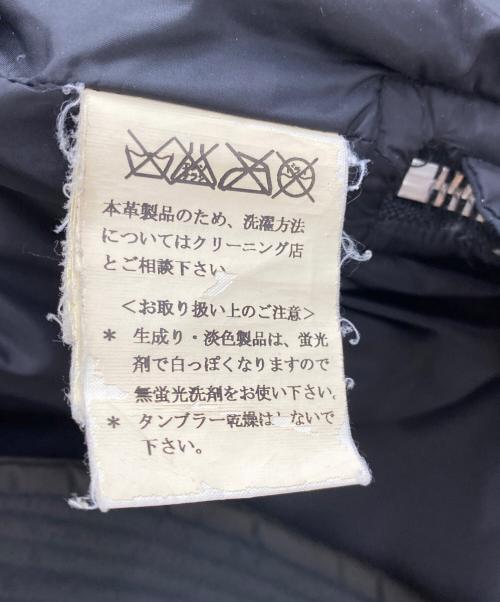 本革製品のため、洗濯方法
についてはクリーニング店
とご相談下さい
＜お取り扱い上のご注意＞
＊ 生成り・淡色製品は、蛍光
剤で白っぽくなりますので
無蛍光洗剤をお使い下さい。
＊ タンブラー乾燥はしないで
下さい。